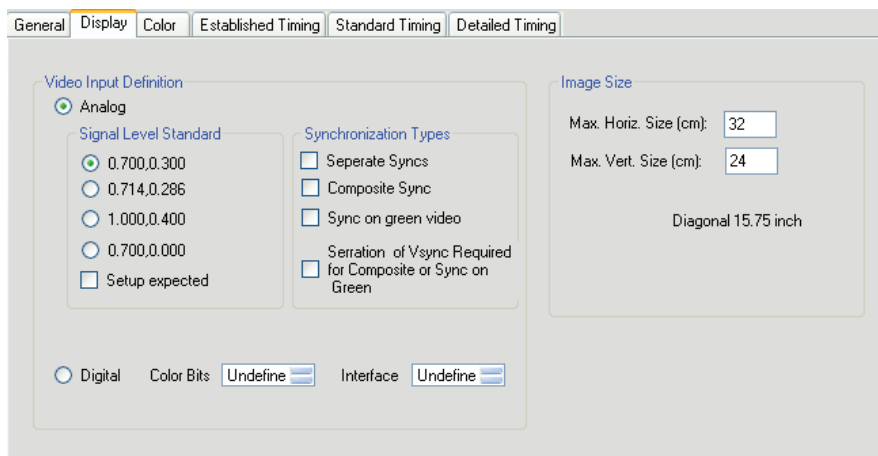 General Display Color Established Timing Standard Timing Detailed Timing
Video Input Definition
Analog
Signal Level Standard
0.700,0.300
0.714,0.286
1.000,0.400
0.700,0.000
Setup expected
Synchronization Types
Seperate Syncs
Composite Sync
Sync on green video
Serration of Vsync Required
for Composite or Sync on
Green
Digital Color Bits Undefine Interface Undefine
Image Size
Max. Horiz. Size (cm): 32
Max. Vert. Size (cm): 24
Diagonal 15.75 inch